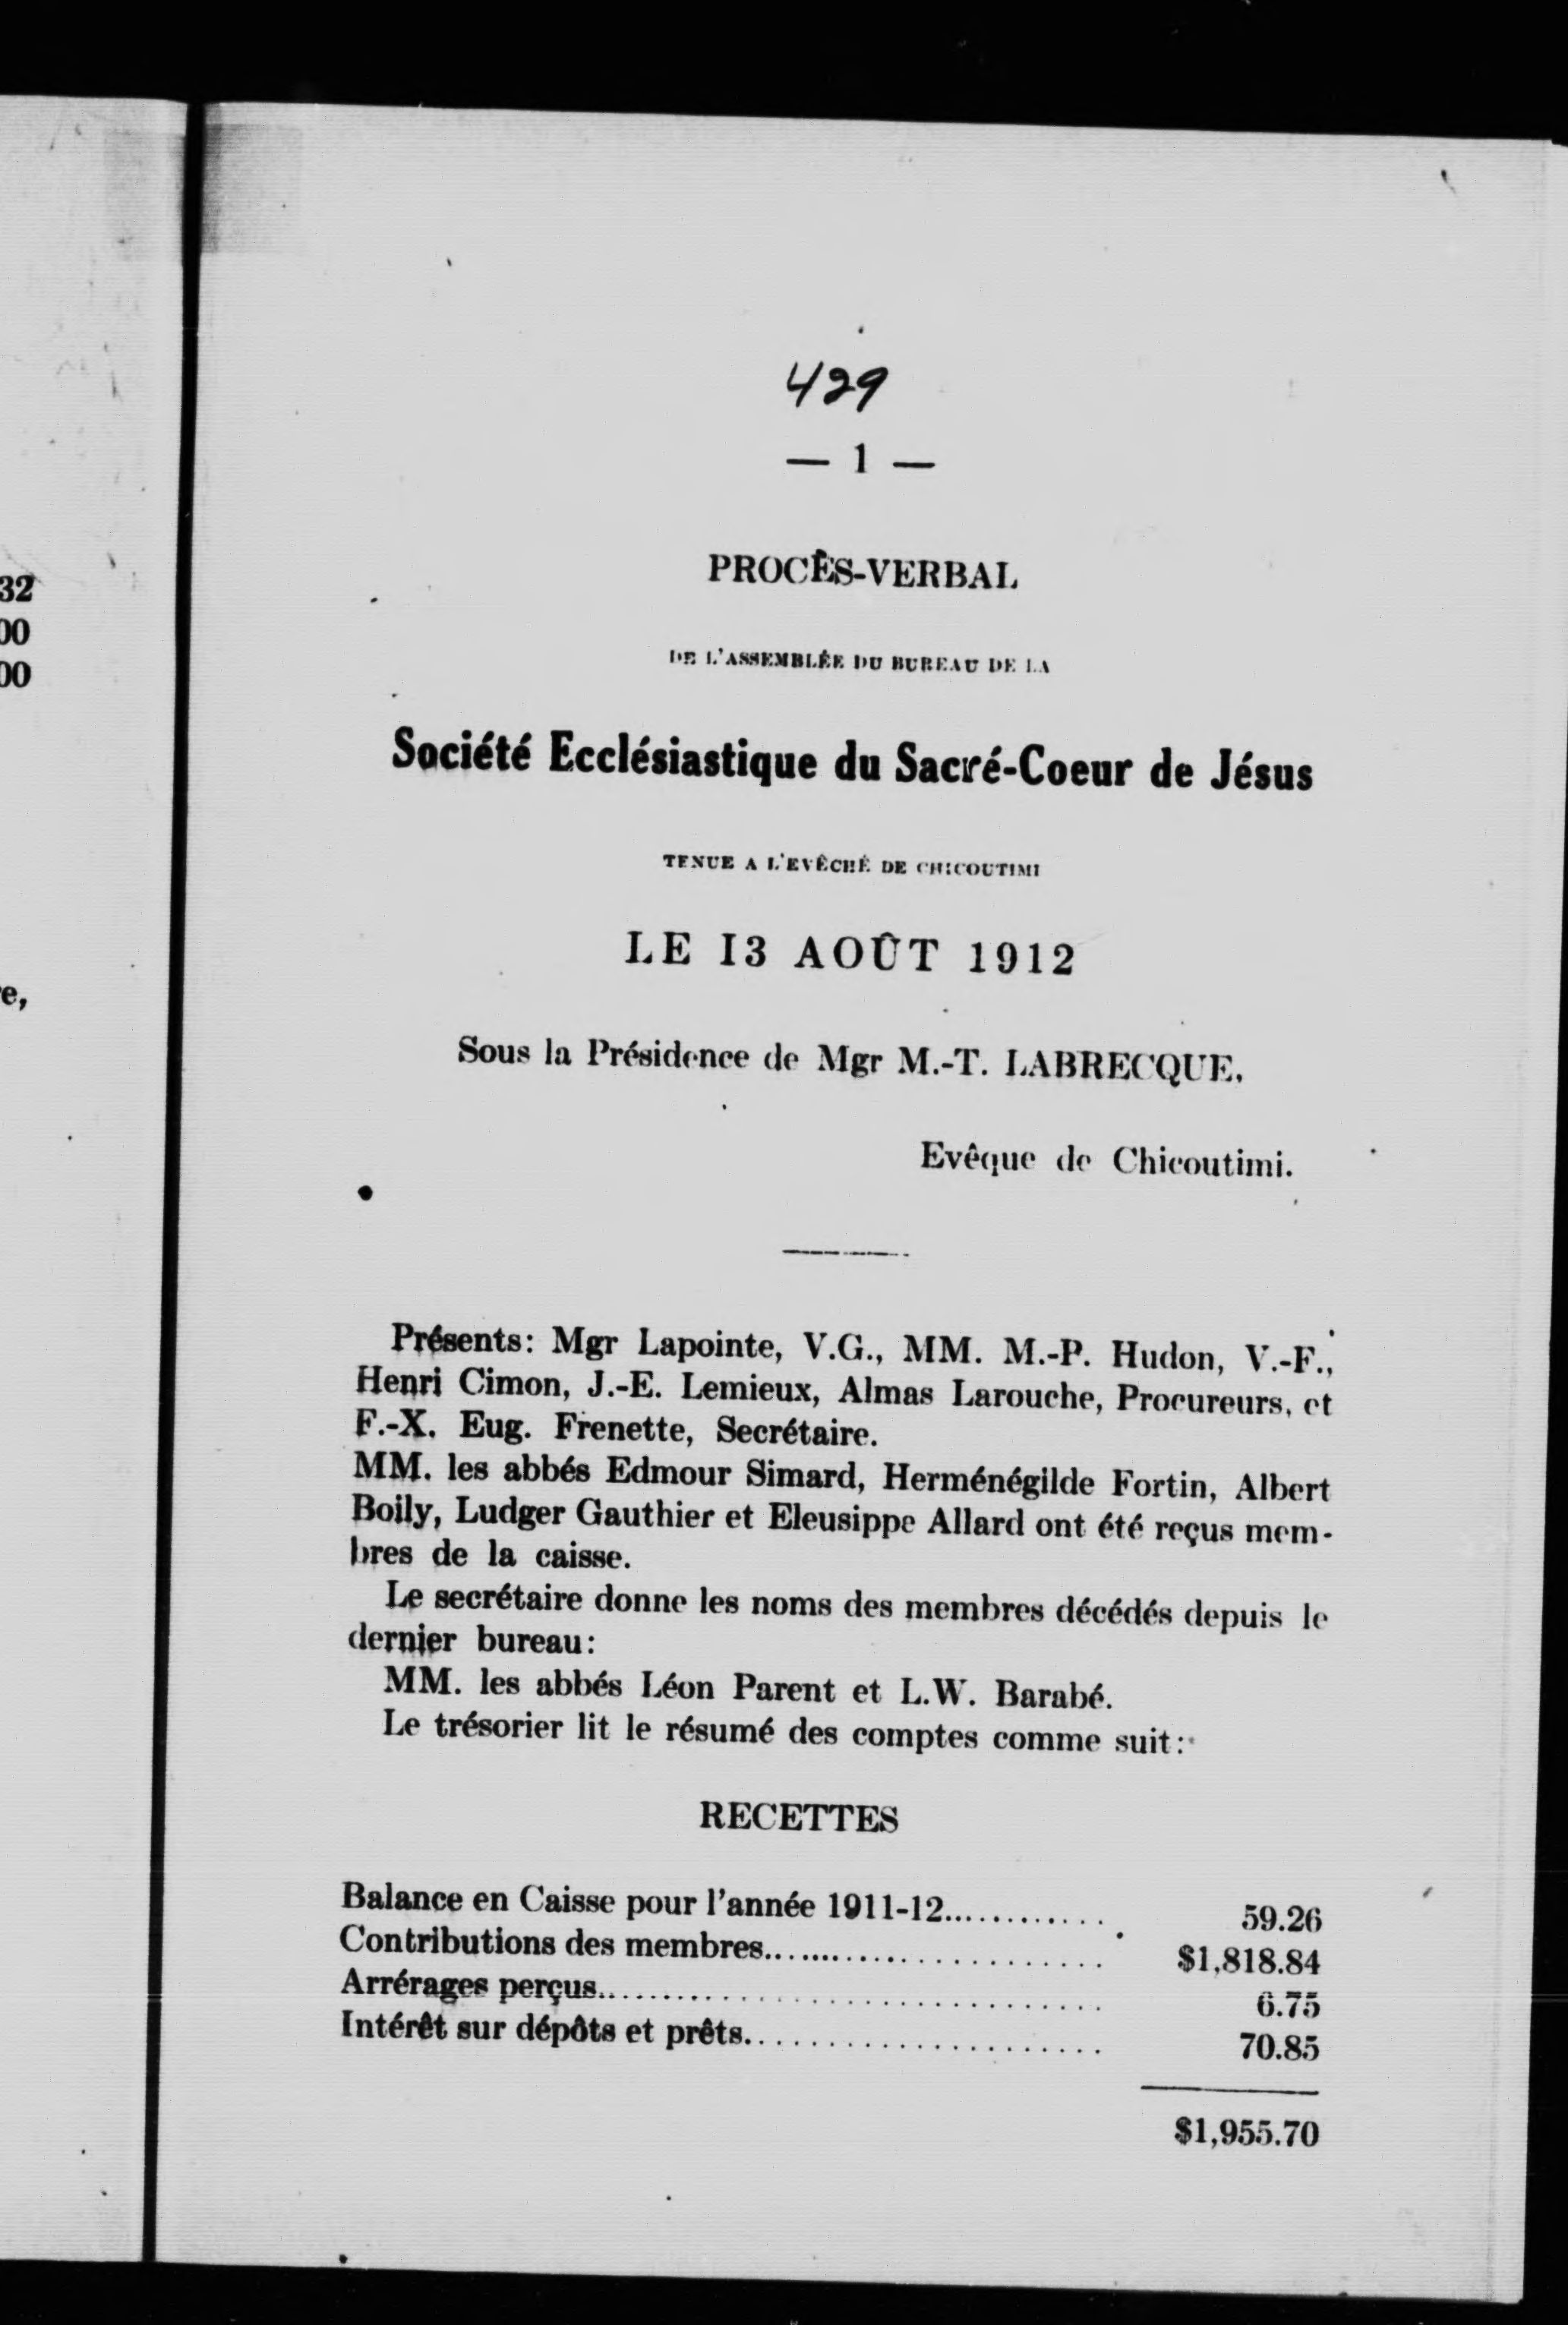 32
00
00
e,
429
— 1 —
PROCÊS-VERBAL
DE L'ASSEMBLÉE DU BUREAU DE LA
Société Ecclésiastique du Sacré-Coeur de Jésus
TENUE A L'EVÊCHÉ DE CHICOUTIMI
LE 13 AOÛT 1912
Sous la Présidence de Mgr M.-T. LABRECQUE,
Evêque de Chicoutimi.
Présents: Mgr Lapointe, V.G., MM. M.-P. Hudon, V.-F.,
Henri Cimon, J.-E. Lemieux, Almas Larouche, Procureurs, et
F.-X. Eug. Frenette, Secrétaire.
MM. les abbés Edmour Simard, Herménégilde Fortin, Albert
Boily, Ludger Gauthier et Eleusippe Allard ont été reçus mem-
bres de la caisse.
Le secrétaire donne les noms des membres décédés depuis le
dernier bureau:
MM. les abbés Léon Parent et L.W. Barabé.
Le trésorier lit le résumé des comptes comme suit:
RECETTES
Balance en Caisse pour l'année 1911-12............ 59.26
Contributions des membres...................... $1,818.84
Arrérages perçus.............................. 6.75
Intérêt sur dépôts et prêts...................... 70.85
$1,955.70